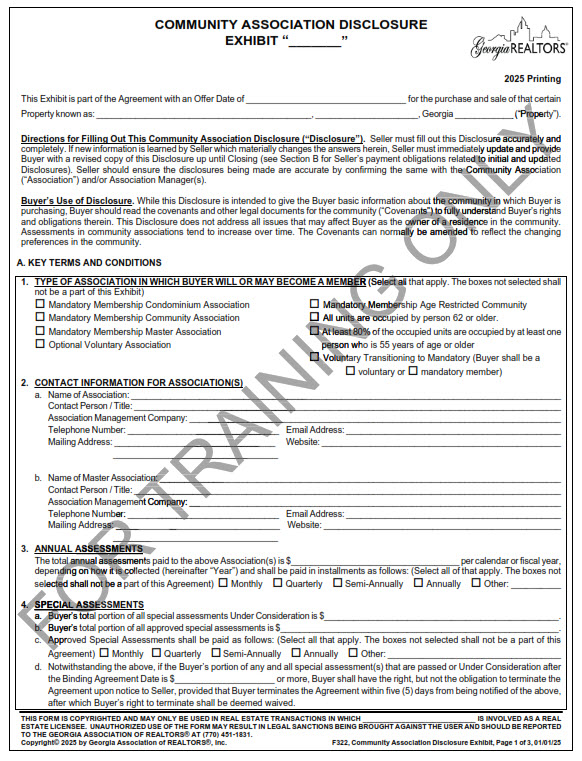 COMMUNITY ASSOCIATION DISCLOSURE
EXHIBIT “_______”
Georgia REALTORS®
2025 Printing
This Exhibit is part of the Agreement with an Offer Date of ______________________________ for the purchase and sale of that certain
Property known as: ______________________________, ____________________, Georgia ____________ (“Property”).
Directions for Filling Out This Community Association Disclosure (“Disclosure”). Seller must fill out this Disclosure accurately and
completely. If new information is learned by Seller which materially changes the answers herein, Seller must immediately update and provide
Buyer with a revised copy of this Disclosure up until Closing (see Section B for Seller’s payment obligations related to initial and updated
Disclosures). Seller should ensure the disclosures being made are accurate by confirming the same with the Community Association
(“Association”) and/or Association Manager(s).
Buyer’s Use of Disclosure. While this Disclosure is intended to give the Buyer basic information about the community in which Buyer is
purchasing, Buyer should read the covenants and other legal documents for the community (“Covenants”) to fully understand Buyer’s rights
and obligations therein. This Disclosure does not address all issues that may affect Buyer as the owner of a residence in the community.
Assessments in community associations tend to increase over time. The Covenants can normally be amended to reflect the changing
preferences in the community.
A. KEY TERMS AND CONDITIONS
1. TYPE OF ASSOCIATION IN WHICH BUYER WILL OR MAY BECOME A MEMBER (Select all that apply. The boxes not selected shall
not be a part of this Exhibit)
☐ Mandatory Membership Condominium Association
☐ Mandatory Membership Community Association
☐ Mandatory Membership Master Association
☐ Optional Voluntary Association
☐ Mandatory Membership Age Restricted Community
☐ All units are occupied by person 62 or older.
☐ At least 80% of the occupied units are occupied by at least one
person who is 55 years of age or older
☐ Voluntary Transitioning to Mandatory (Buyer shall be a
☐ voluntary or ☐ mandatory member)
2. CONTACT INFORMATION FOR ASSOCIATION(S)
a. Name of Association: ____________________
Contact Person / Title: ____________________
Association Management Company: ____________________
Telephone Number: ____________________ Email Address: ____________________
Mailing Address: ____________________ Website: ____________________
____________________
b. Name of Master Association: ____________________
Contact Person / Title: ____________________
Association Management Company: ____________________
Telephone Number: ____________________ Email Address: ____________________
Mailing Address: ____________________ Website: ____________________
____________________
3. ANNUAL ASSESSMENTS
The total annual assessments paid to the above Association(s) is $____________________ per calendar or fiscal year,
depending on how it is collected (hereinafter “Year”) and shall be paid in installments as follows: (Select all of that apply. The boxes not
selected shall not be a part of this Agreement) ☐ Monthly ☐ Quarterly ☐ Semi-Annually ☐ Annually ☐ Other: __________
4. SPECIAL ASSESSMENTS
a. Buyer’s total portion of all special assessments Under Consideration is $____________________.
b. Buyer’s total portion of all approved special assessments is $____________________.
c. Approved Special Assessments shall be paid as follows: (Select all that apply. The boxes not selected shall not be a part of this
Agreement) ☐ Monthly ☐ Quarterly ☐ Semi-Annually ☐ Annually ☐ Other: ____________________
d. Notwithstanding the above, if the Buyer’s portion of any and all special assessment(s) that are passed or Under Consideration after
the Binding Agreement Date is $____________________ or more, Buyer shall have the right, but not the obligation to terminate the
Agreement upon notice to Seller, provided that Buyer terminates the Agreement within five (5) days from being notified of the above,
after which Buyer’s right to terminate shall be deemed waived.
THIS FORM IS COPYRIGHTED AND MAY ONLY BE USED IN REAL ESTATE TRANSACTIONS IN WHICH ____________________ IS INVOLVED AS A REAL
ESTATE LICENSEE. UNAUTHORIZED USE OF THE FORM MAY RESULT IN LEGAL SANCTIONS BEING BROUGHT AGAINST THE USER AND SHOULD BE REPORTED
TO THE GEORGIA ASSOCIATION OF REALTORS® AT (770) 451-1831.
Copyright© 2025 by Georgia Association of REALTORS®, Inc.
F322, Community Association Disclosure Exhibit, Page 1 of 3, 01/01/25
FOR TRAINING ONLY